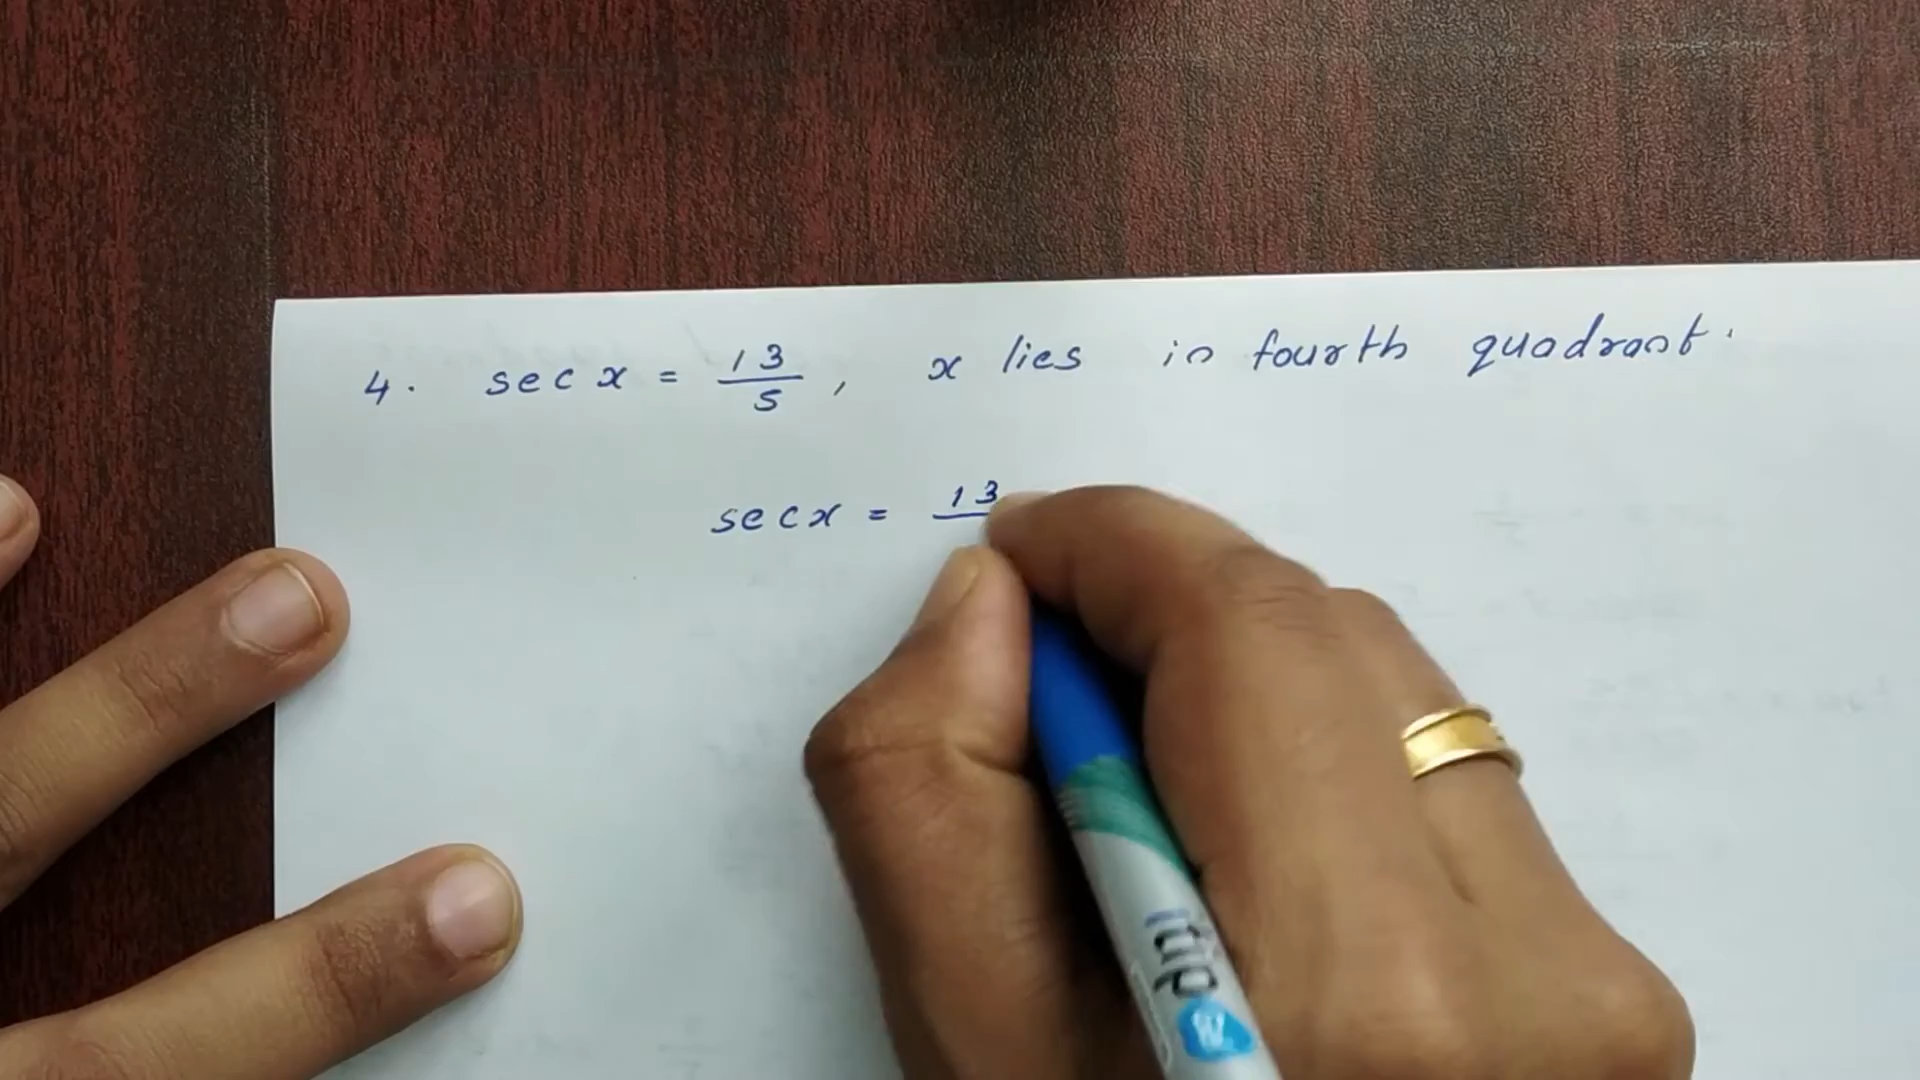 4. sec x = 13/5, x lies in fourth quadrant.
sec x = 13